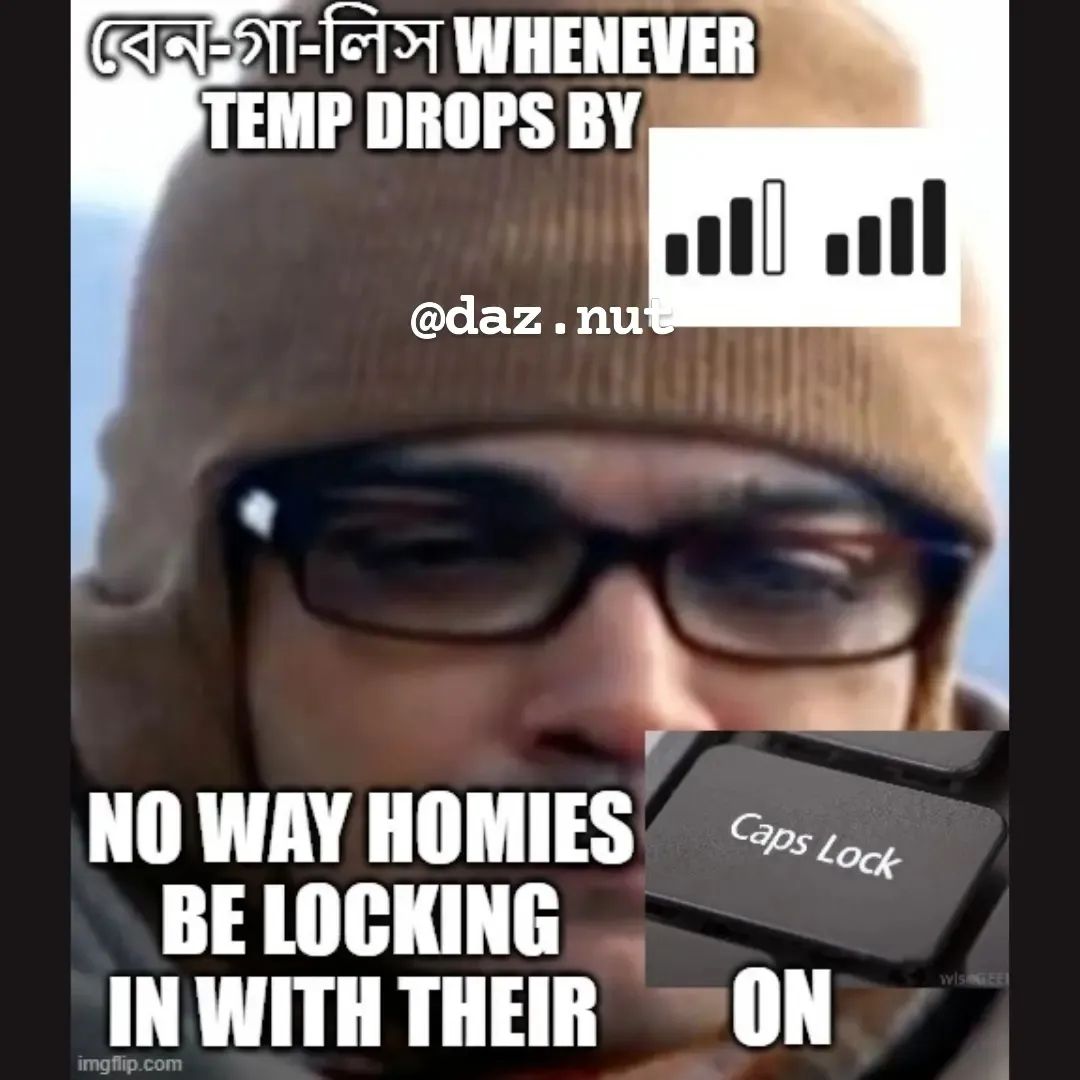 বেন-গা-লিস WHENEVER
TEMP DROPS BY
@daz.nut
Caps Lock
NO WAY HOMIES
BE LOCKING
IN WITH THEIR ON
imgflip.com